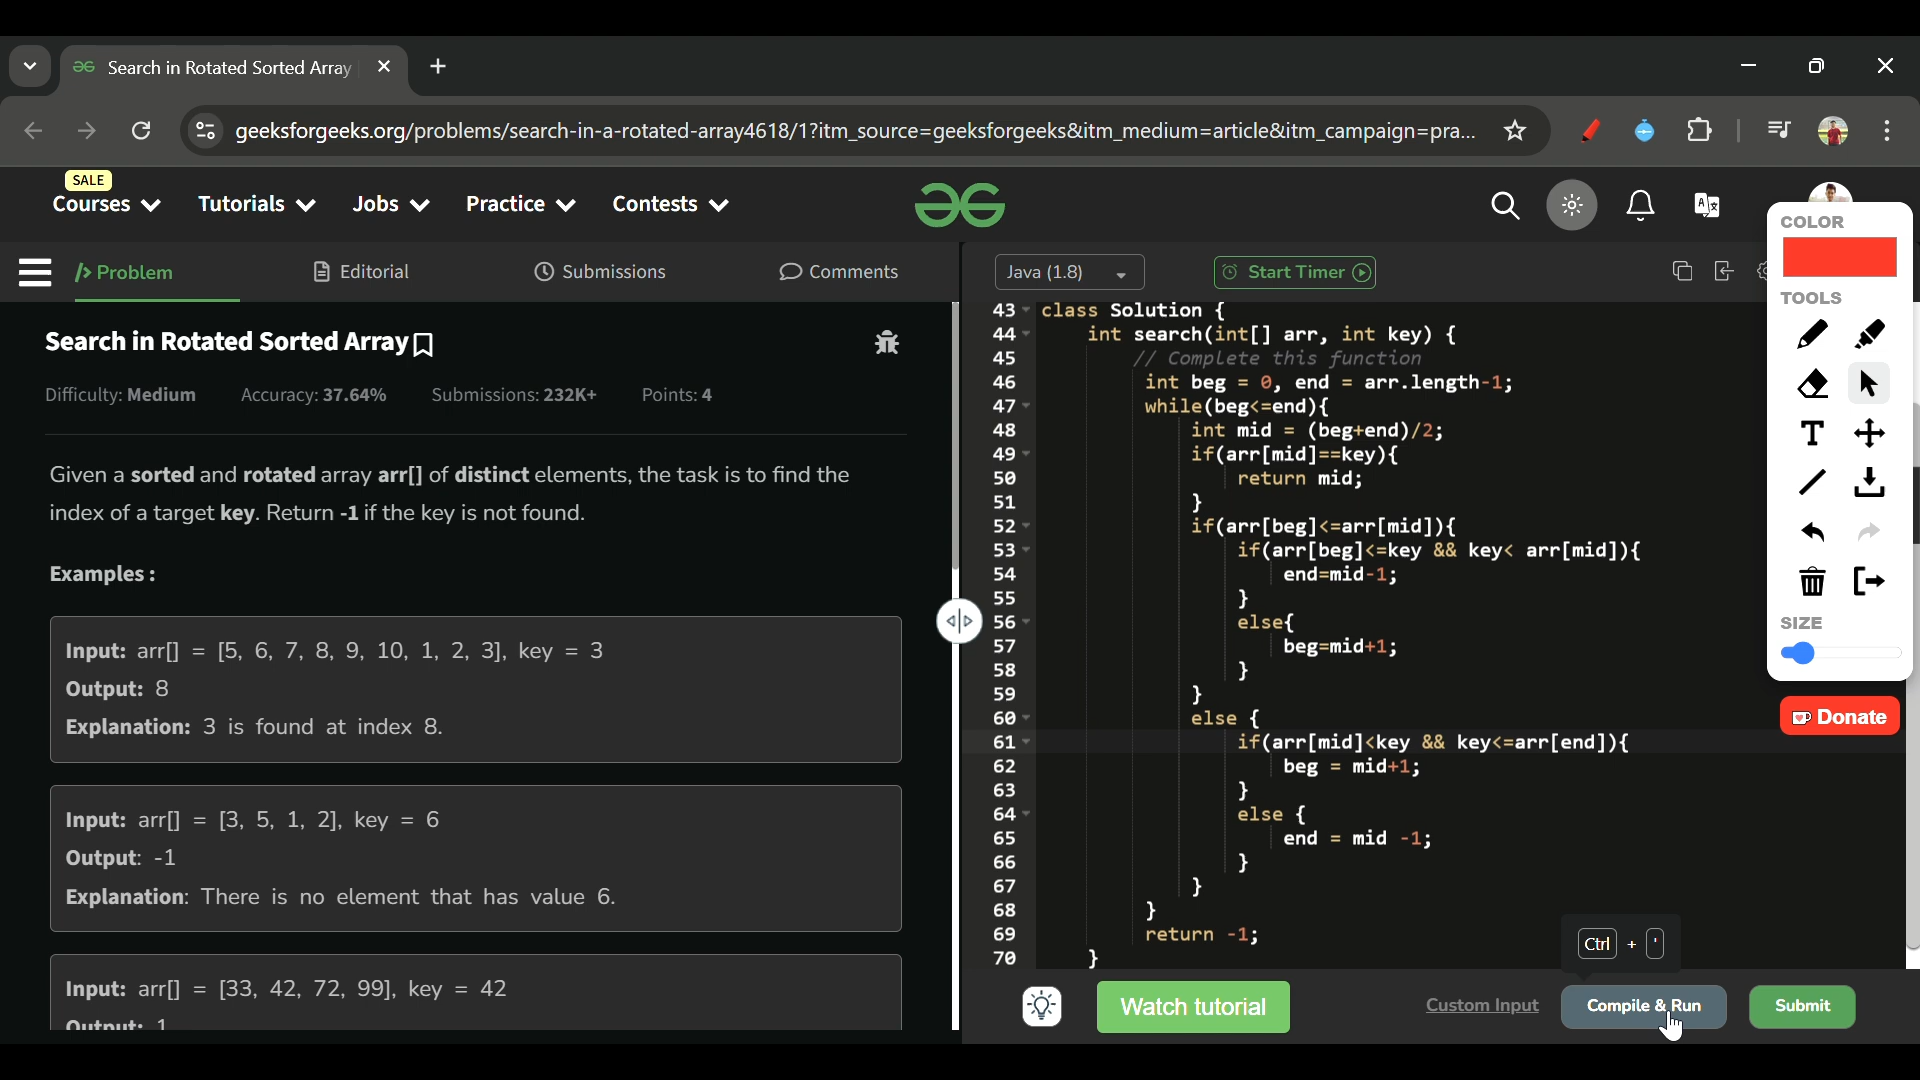 Search in Rotated Sorted Array
geeksforgeeks.org/problems/search-in-a-rotated-array4618/1?itm_source=geeksforgeeks&itm_medium=article&itm_campaign=pra...
SALE
Courses
Tutorials
Jobs
Practice
Contests
Problem
Editorial
Submissions
Comments
Java (1.8)
Start Timer
Search in Rotated Sorted Array
Difficulty: Medium
Accuracy: 37.64%
Submissions: 232K+
Points: 4
Given a sorted and rotated array arr[] of distinct elements, the task is to find the
index of a target key. Return -1 if the key is not found.
Examples :
Input: arr[] = [5, 6, 7, 8, 9, 10, 1, 2, 3], key = 3
Output: 8
Explanation: 3 is found at index 8.
Input: arr[] = [3, 5, 1, 2], key = 6
Output: -1
Explanation: There is no element that has value 6.
Input: arr[] = [33, 42, 72, 99], key = 42
Output: 1
43 class Solution {
44 int search(int[] arr, int key) {
45 // Complete this function
46 int beg = 0, end = arr.length-1;
47 while(beg<=end){
48 int mid = (beg+end)/2;
49 if(arr[mid]==key){
50 return mid;
51 }
52 if(arr[beg]<=arr[mid]){
53 if(arr[beg]<=key && key< arr[mid]){
54 end=mid-1;
55 }
56 else{
57 beg=mid+1;
58 }
59 }
60 else {
61 if(arr[mid]<key && key<=arr[end]){
62 beg = mid+1;
63 }
64 else {
65 end = mid -1;
66 }
67 }
68 }
69 return -1;
70 }
Ctrl + '
Watch tutorial
Custom Input
Compile & Run
Submit
COLOR
TOOLS
T
SIZE
Donate